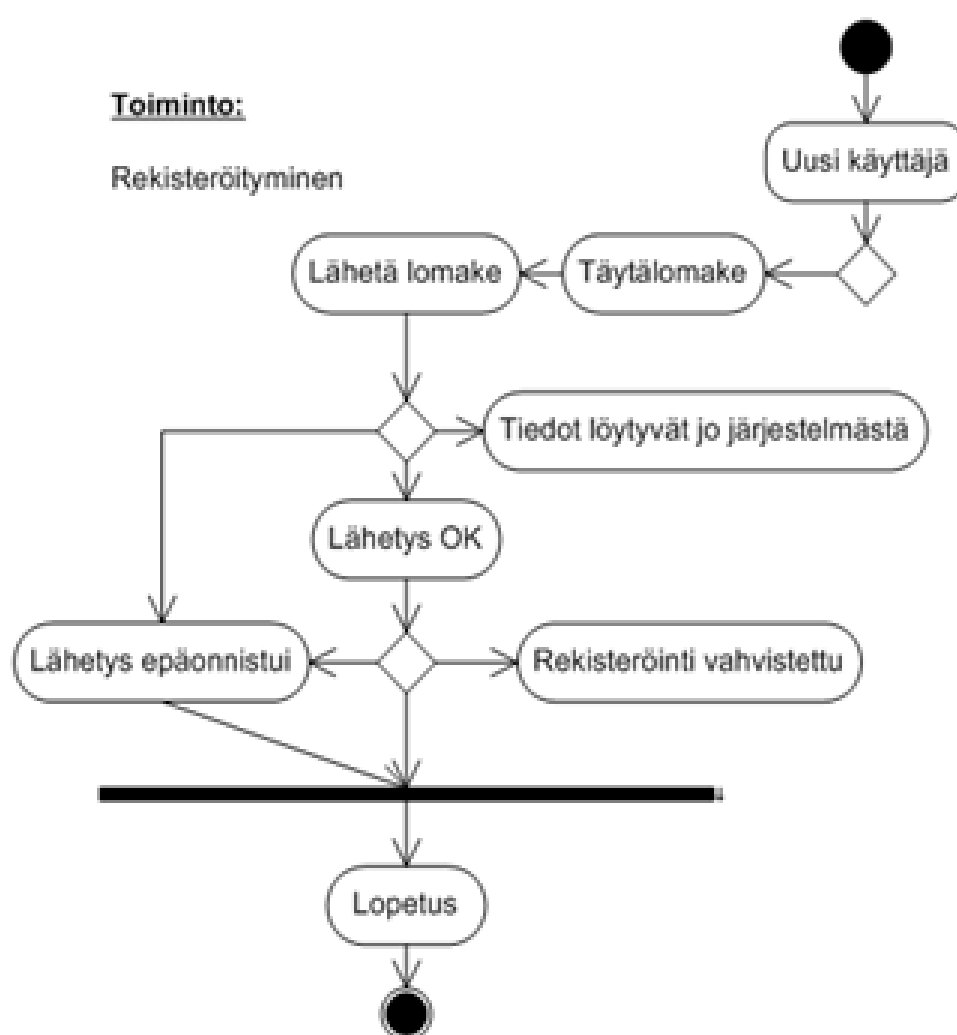 Toiminto:
Rekisteröityminen
Uusi käyttäjä
Täytälomake
Lähetä lomake
Tiedot löytyvät jo järjestelmästä
Lähetys OK
Lähetys epäonnistui
Rekisteröinti vahvistettu
Lopetus